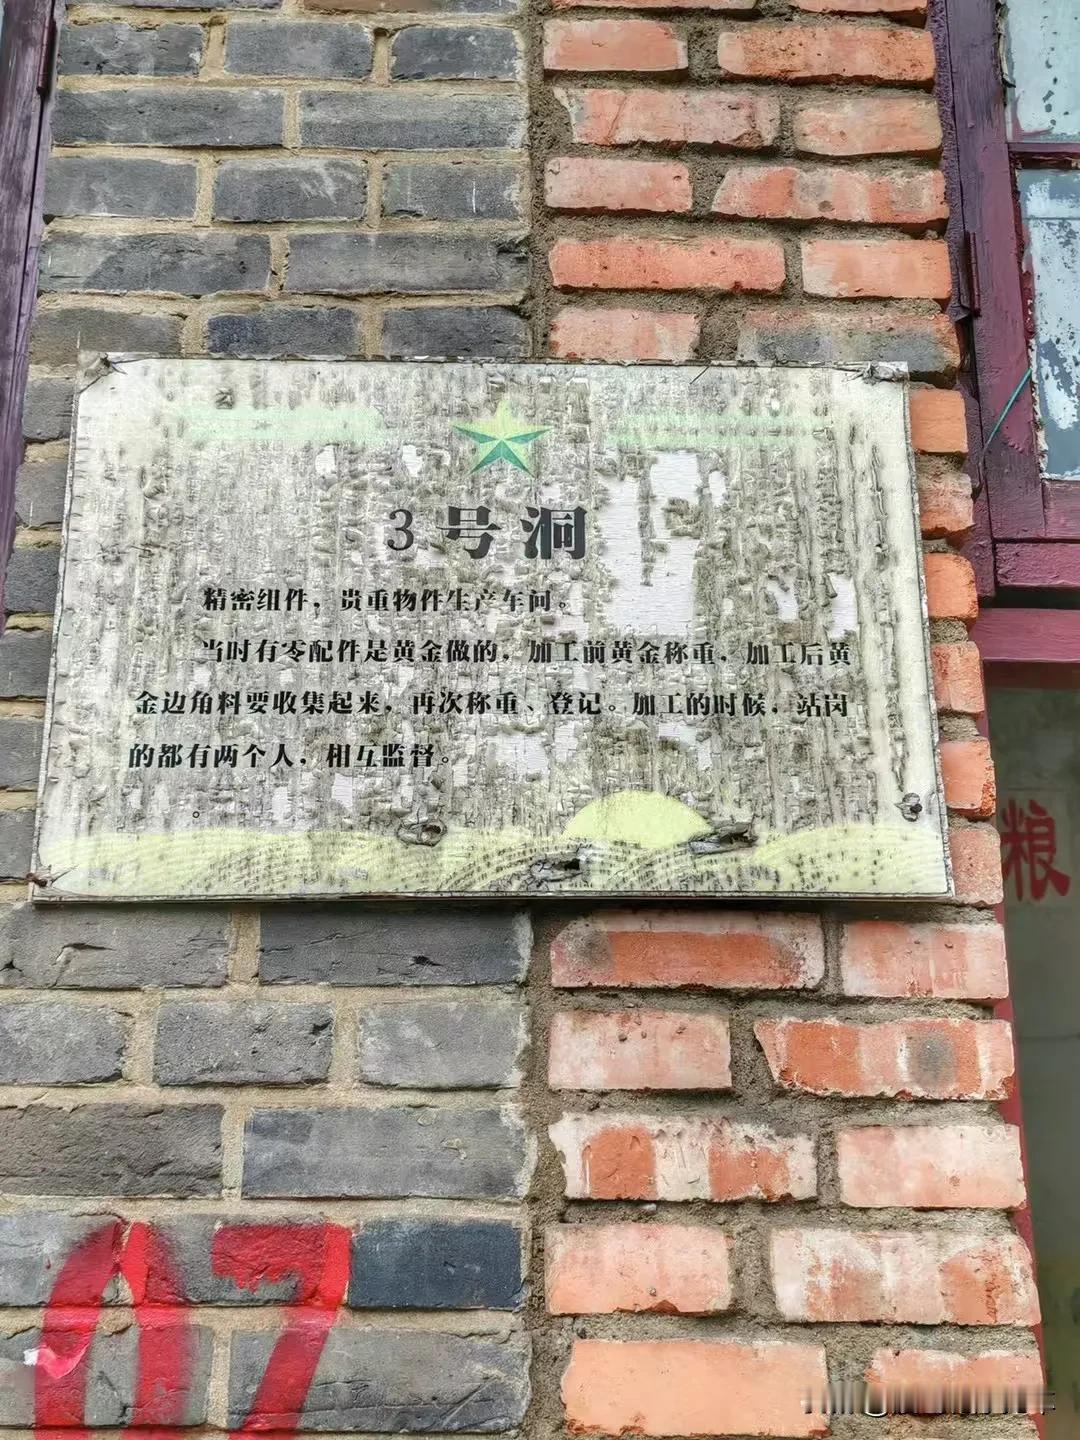 3号洞
精密组件，贵重物件生产车间。
当时有零配件是黄金做的，加工前黄金称重，加工后黄
金边角料要收集起来，再次称重、登记。加工的时候，站岗
的都有两个人，相互监督。
。
粮
07